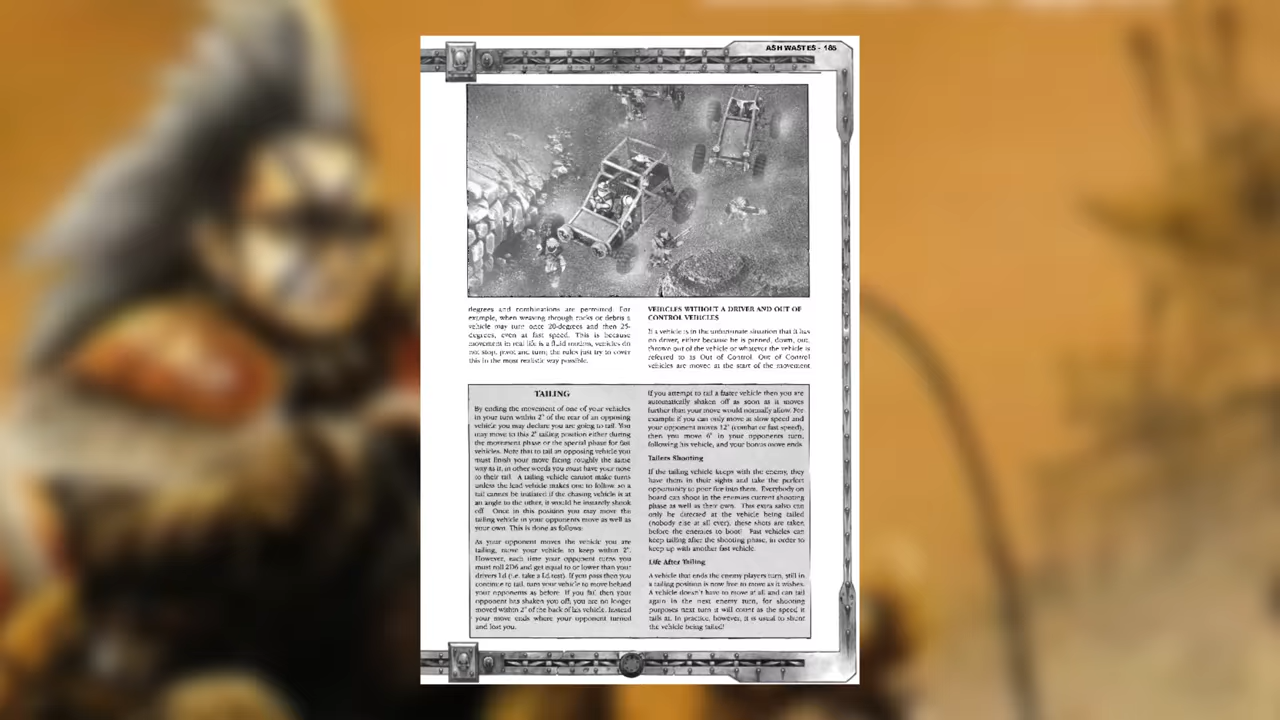 ASH WASTES - 185
degrees and combinations are permitted. For
example, when weaving through rocks or debris a
vehicle may turn once 20-degrees and then 25-
degrees, even at fast speed. This is because
movement in real life is a fluid motion, vehicles do
not stop, pivot and turn; the rules just try to cover
this in the most realistic way possible.
VEHICLES WITHOUT A DRIVER AND OUT OF
CONTROL VEHICLES
If a vehicle is in the unfortunate situation that it has
no driver, either because he is pinned, down, out,
thrown out of the vehicle or whatever the vehicle is
referred to as Out of Control. Out of Control
vehicles are moved at the start of the movement
TAILING
By ending the movement of one of your vehicles
in your turn within 2" of the rear of an opposing
vehicle you may declare you are going to tail. You
may move to this 2" tailing position either during
the movement phase or the special phase for fast
vehicles. Note that to tail an opposing vehicle you
must finish your move facing roughly the same
way as it, in other words you must have your nose
to their tail. A tailing vehicle cannot make turns
unless the lead vehicle makes one to follow, so a
tail cannot be initiated if the chasing vehicle is at
an angle to the other, it would be instantly shook
off. Once in this position you may move the
tailing vehicle in your opponents move as well as
your own. This is done as follows:
As your opponent moves the vehicle you are
tailing, move your vehicle to keep within 2".
However, each time your opponent turns you
must roll 2D6 and get equal to or lower than your
drivers Ld (i.e. take a Ld test). If you pass then you
continue to tail, turn your vehicle to move behind
your opponents as before. If you fail then your
opponent has shaken you off; you are no longer
moved within 2" of the back of his vehicle. Instead
your move ends where your opponent turned
and lost you.
If you attempt to tail a faster vehicle then you are
automatically shaken off as soon as it moves
further than your move would normally allow. For
example if you can only move at slow speed and
your opponent moves 12" (combat or fast speed),
then you move 6" in your opponents turn,
following his vehicle, and your bonus move ends.
Tailers Shooting
If the tailing vehicle keeps with the enemy, they
have them in their sights and take the perfect
opportunity to pour fire into them. Everybody on
board can shoot in the enemies current shooting
phase as well as their own. This extra salvo can
only be directed at the vehicle being tailed
(nobody else at all ever), these shots are taken
before the enemies to boot! Fast vehicles can
keep tailing after the shooting phase, in order to
keep up with another fast vehicle.
Life After Tailing
A vehicle that ends the enemy players turn, still in
a tailing position is now free to move as it wishes.
A vehicle doesn't have to move at all and can tail
again in the next enemy turn, for shooting
purposes next turn it will count as the speed it
tails at. In practice, however, it is usual to shunt
the vehicle being tailed!